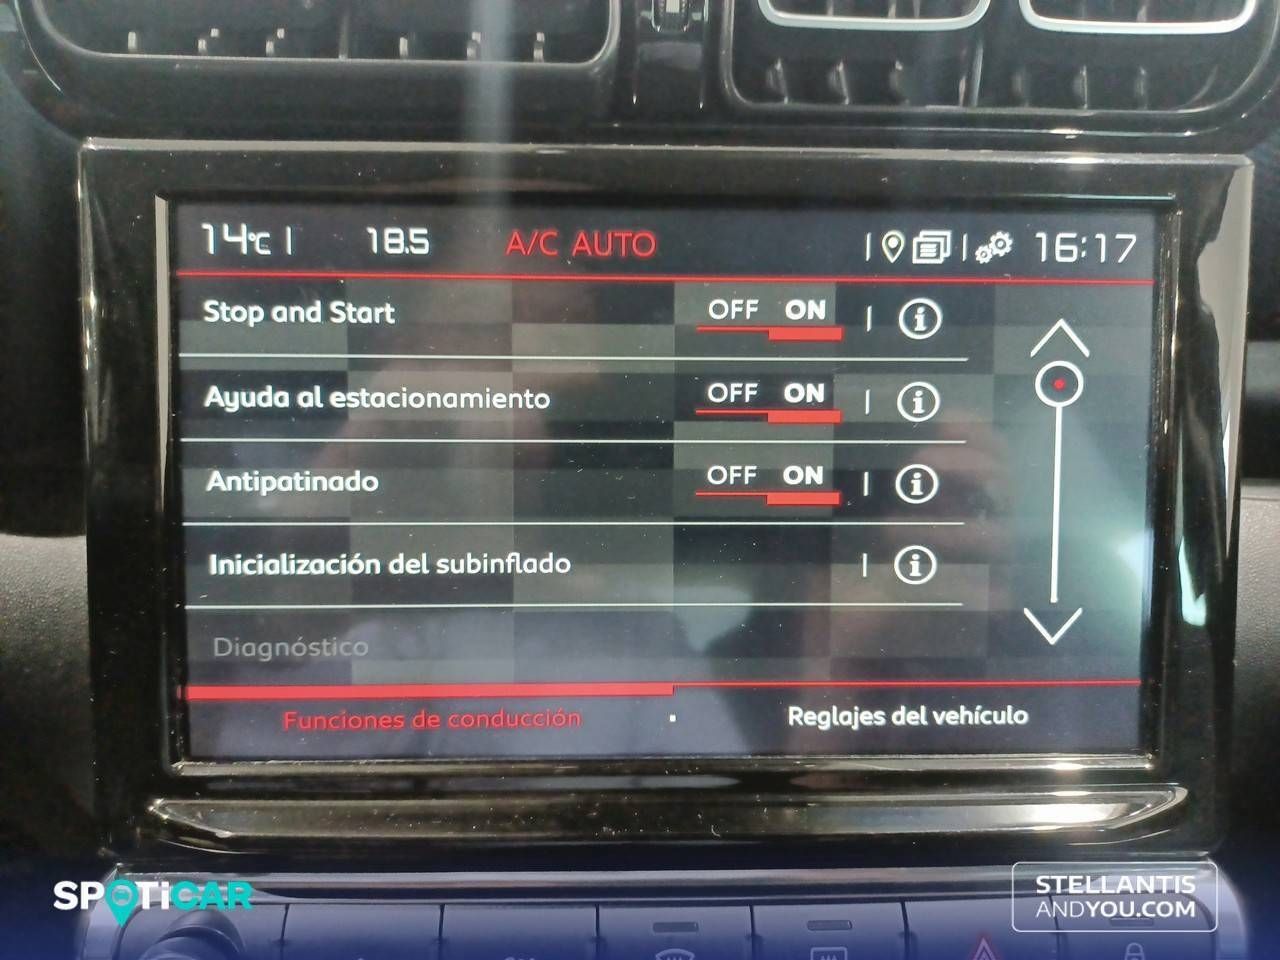 14°C 18.5 A/C AUTO 16:17
Stop and Start OFF ON
Ayuda al estacionamiento OFF ON
Antipatinado OFF ON
Inicialización del subinflado
Diagnóstico
Funciones de conducción Reglajes del vehículo
SPOTiCAR
STELLANTIS
ANDYOU.COM